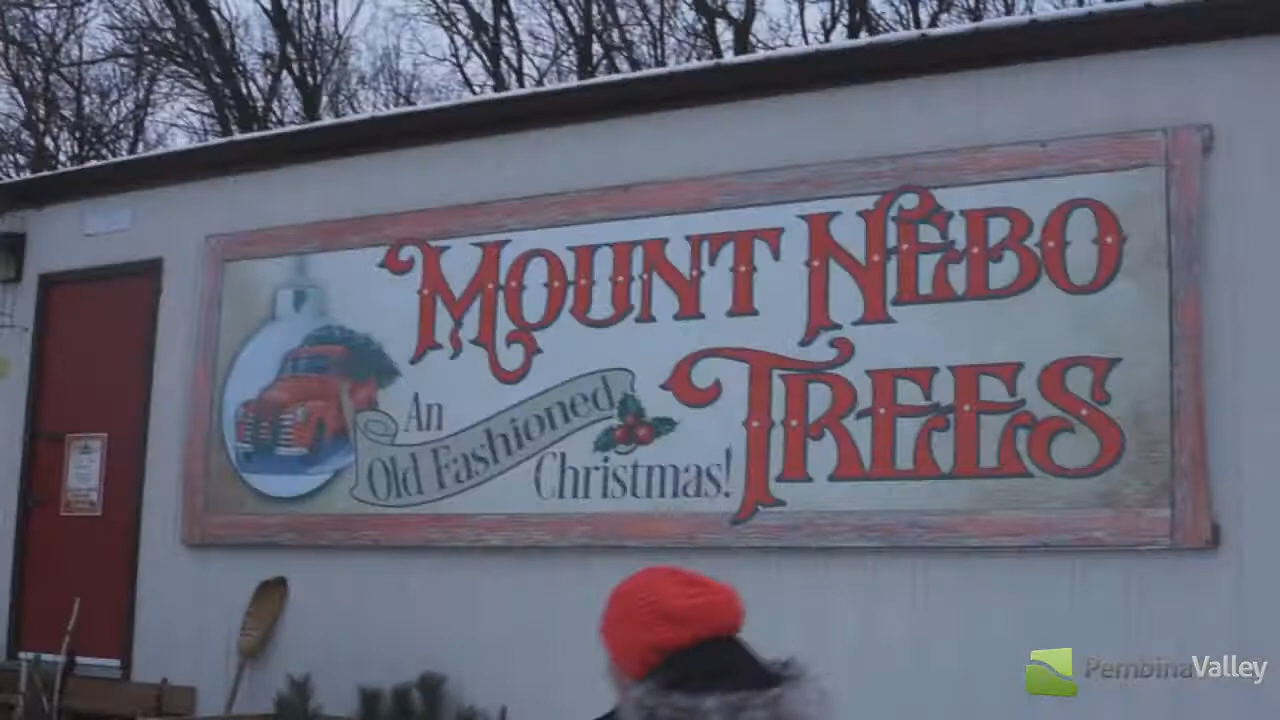 MOUNT NEBO
TREES
An
Old Fashioned
Christmas!
PembinaValley